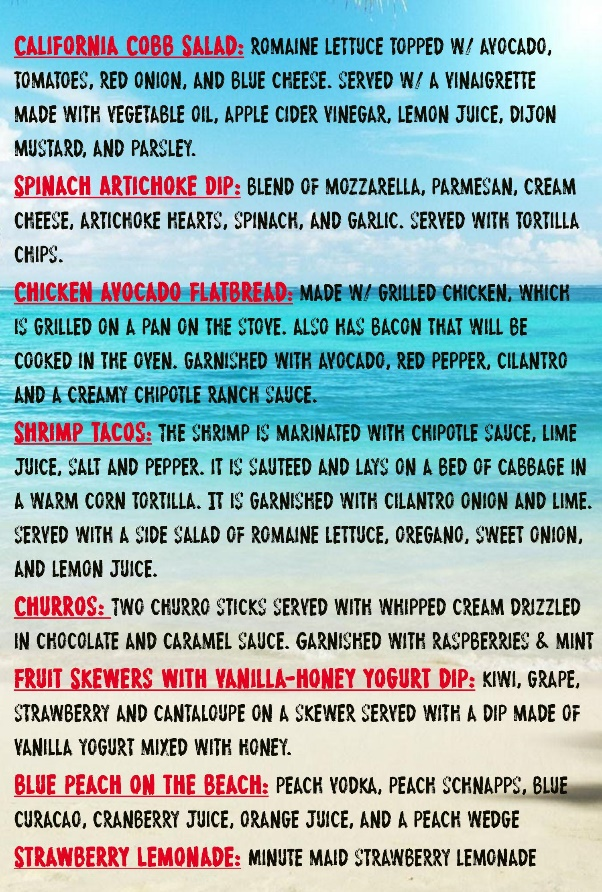 CALIFORNIA COBB SALAD: ROMAINE LETTUCE TOPPED W/ AVOCADO,
TOMATOES, RED ONION, AND BLUE CHEESE. SERVED W/ A VINAIGRETTE
MADE WITH VEGETABLE OIL, APPLE CIDER VINEGAR, LEMON JUICE, DIJON
MUSTARD, AND PARSLEY.
SPINACH ARTICHOKE DIP: BLEND OF MOZZARELLA, PARMESAN, CREAM
CHEESE, ARTICHOKE HEARTS, SPINACH, AND GARLIC. SERVED WITH TORTILLA
CHIPS.
CHICKEN AVOCADO FLATBREAD: MADE W/ GRILLED CHICKEN, WHICH
IS GRILLED ON A PAN ON THE STOVE. ALSO HAS BACON THAT WILL BE
COOKED IN THE OVEN. GARNISHED WITH AVOCADO, RED PEPPER, CILANTRO
AND A CREAMY CHIPOTLE RANCH SAUCE.
SHRIMP TACOS: THE SHRIMP IS MARINATED WITH CHIPOTLE SAUCE, LIME
JUICE, SALT AND PEPPER. IT IS SAUTEED AND LAYS ON A BED OF CABBAGE IN
A WARM CORN TORTILLA. IT IS GARNISHED WITH CILANTRO ONION AND LIME.
SERVED WITH A SIDE SALAD OF ROMAINE LETTUCE, OREGANO, SWEET ONION,
AND LEMON JUICE.
CHURROS: TWO CHURRO STICKS SERVED WITH WHIPPED CREAM DRIZZLED
IN CHOCOLATE AND CARAMEL SAUCE. GARNISHED WITH RASPBERRIES & MINT
FRUIT SKEWERS WITH VANILLA-HONEY YOGURT DIP: KIWI, GRAPE,
STRAWBERRY AND CANTALOUPE ON A SKEWER SERVED WITH A DIP MADE OF
VANILLA YOGURT MIXED WITH HONEY.
BLUE PEACH ON THE BEACH: PEACH VODKA, PEACH SCHNAPPS, BLUE
CURACAO, CRANBERRY JUICE, ORANGE JUICE, AND A PEACH WEDGE
STRAWBERRY LEMONADE: MINUTE MAID STRAWBERRY LEMONADE